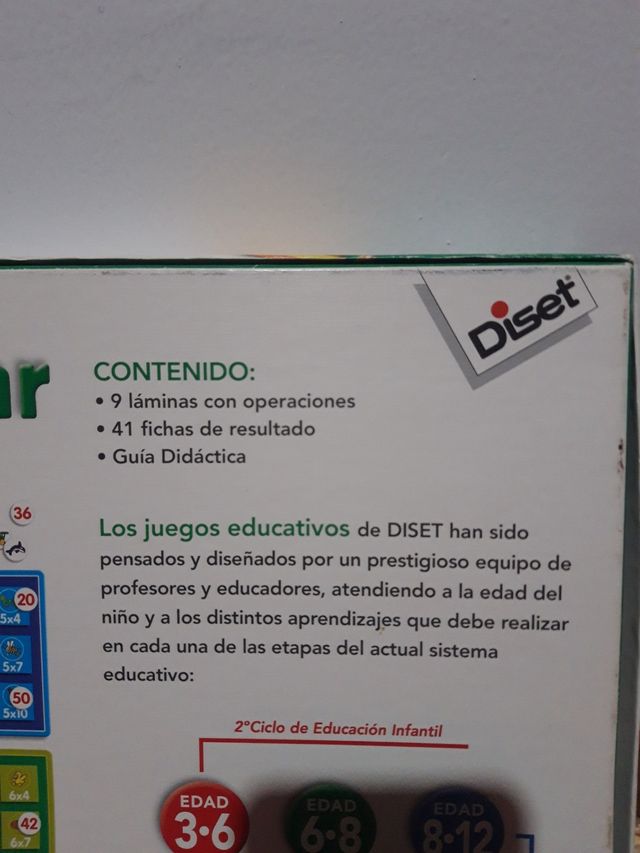 Diset
ar
CONTENIDO:
• 9 láminas con operaciones
• 41 fichas de resultado
• Guía Didáctica
36
Los juegos educativos de DISET han sido
pensados y diseñados por un prestigioso equipo de
profesores y educadores, atendiendo a la edad del
niño y a los distintos aprendizajes que debe realizar
en cada una de las etapas del actual sistema
educativo:
20
5x4
5x7
50
5x10
6x4
42
6x7
2ºCiclo de Educación Infantil
EDAD EDAD EDAD
3·6 6·8 8·12